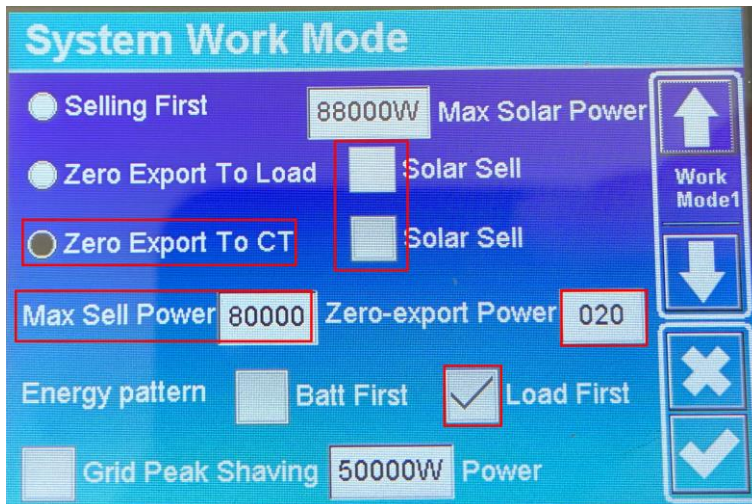 System Work Mode
Selling First 88000W Max Solar Power
Zero Export To Load Solar Sell
Work Mode1
Zero Export To CT Solar Sell
Max Sell Power 80000 Zero-export Power 020
Energy pattern Batt First Load First
Grid Peak Shaving 50000W Power